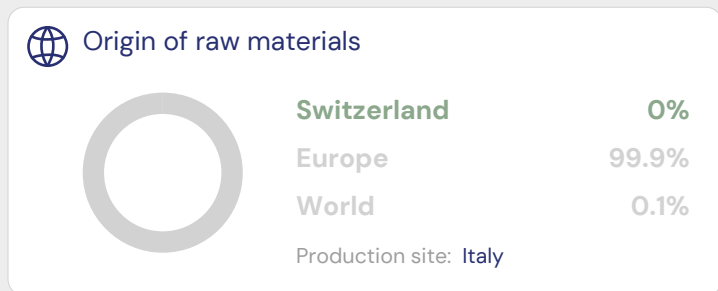 Origin of raw materials
Switzerland 0%
Europe 99.9%
World 0.1%
Production site: Italy